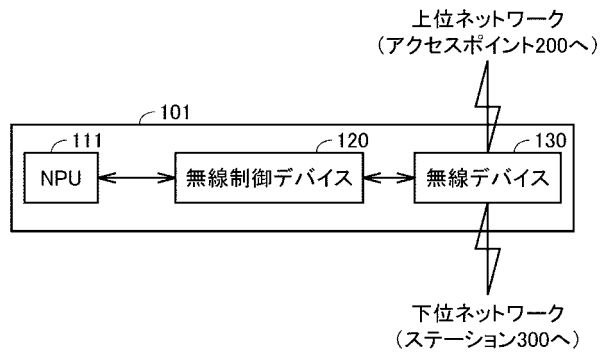 上位ネットワーク
(アクセスポイント200へ)
101
111
120
130
NPU
無線制御デバイス
無線デバイス
下位ネットワーク
(ステーション300へ)